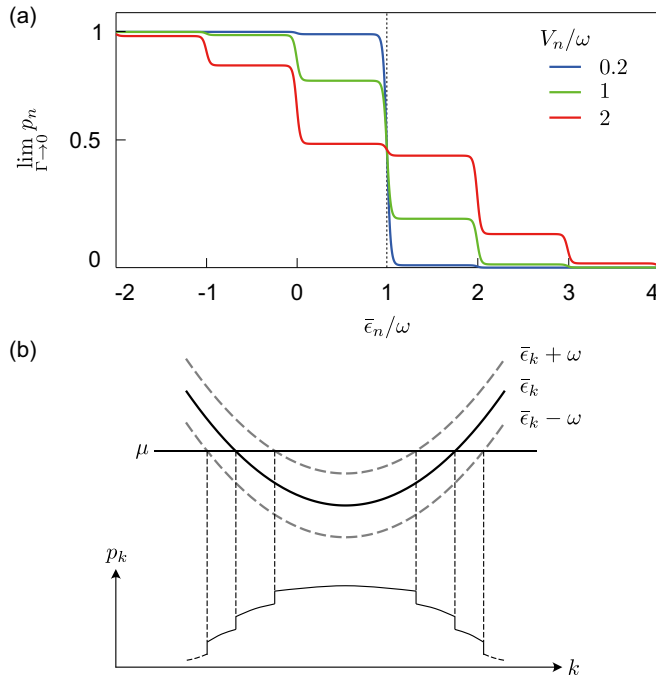 (a)
1
0.5
0
lim p_n
Γ→0
V_n/ω
0.2
1
2
-2 -1 0 1 2 3 4
ϵ̅_n/ω
(b)
ϵ̅_k + ω
ϵ̅_k
ϵ̅_k − ω
μ
p_k
k